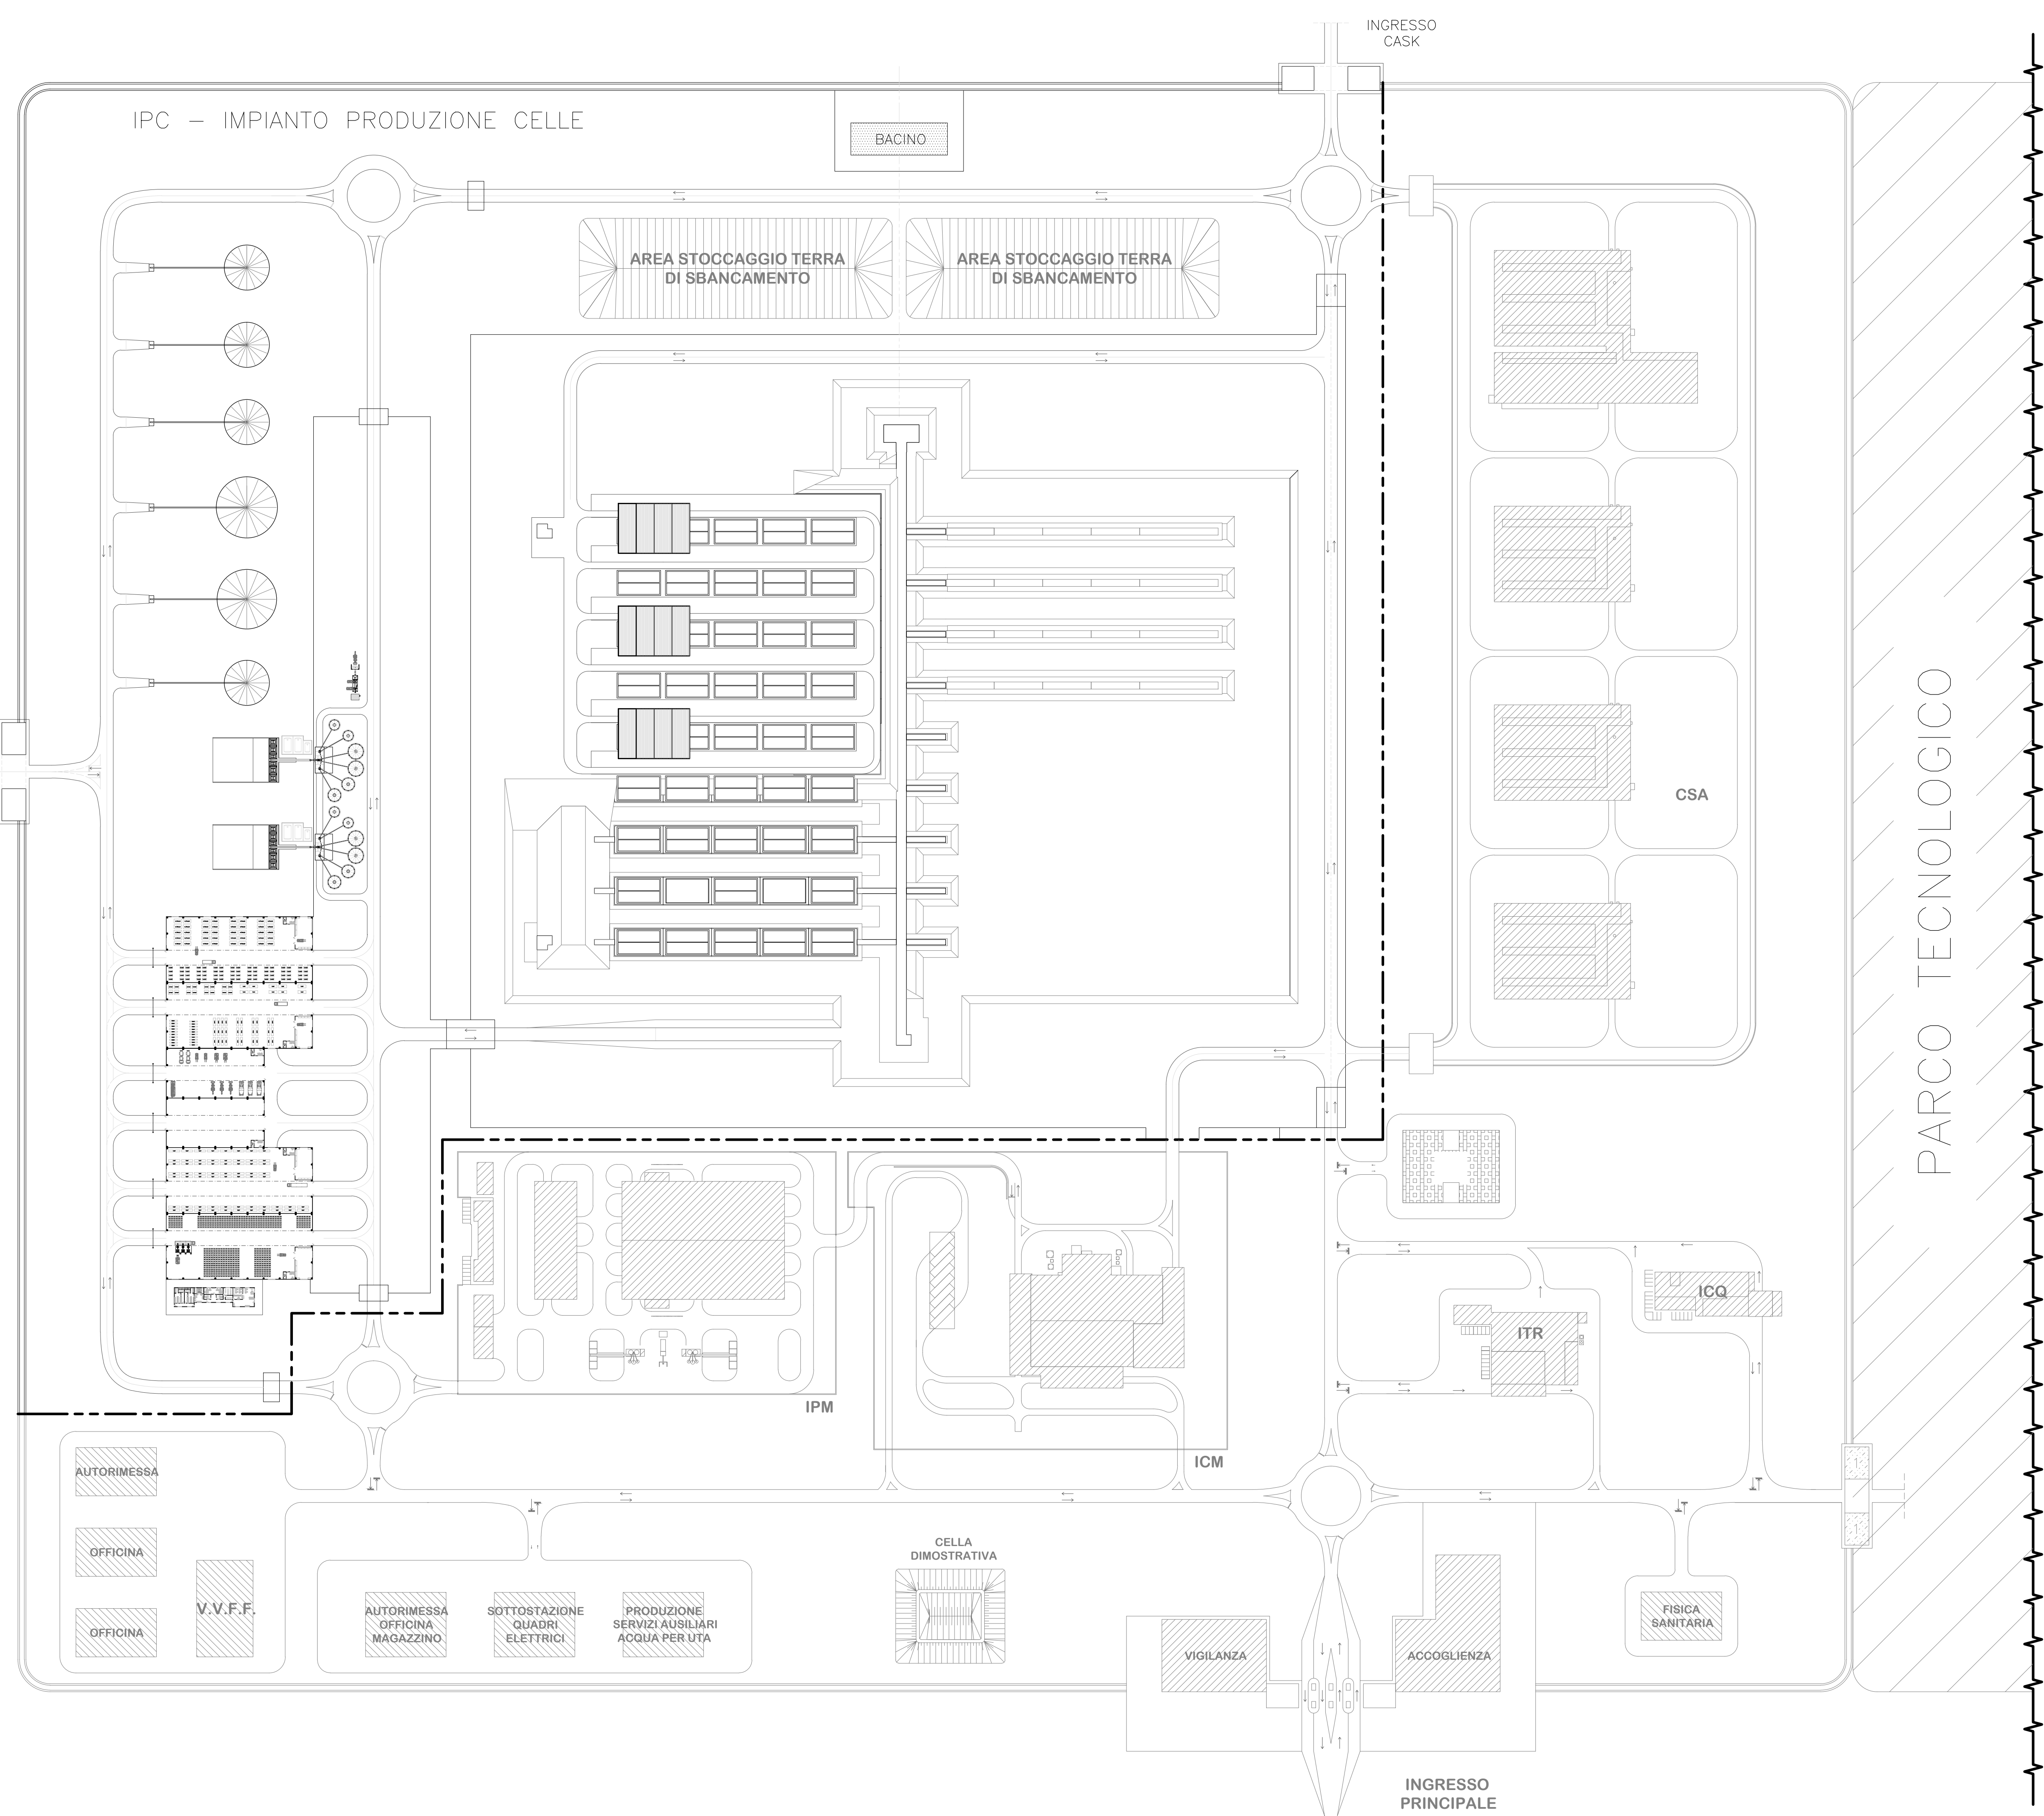 INGRESSO
CASK
IPC – IMPIANTO PRODUZIONE CELLE
BACINO
AREA STOCCAGGIO TERRA
DI SBANCAMENTO
AREA STOCCAGGIO TERRA
DI SBANCAMENTO
CSA
PARCO TECNOLOGICO
ICQ
ITR
IPM
ICM
AUTORIMESSA
OFFICINA
OFFICINA
V.V.F.F.
AUTORIMESSA
OFFICINA
MAGAZZINO
SOTTOSTAZIONE
QUADRI
ELETTRICI
PRODUZIONE
SERVIZI AUSILIARI
ACQUA PER UTA
CELLA
DIMOSTRATIVA
VIGILANZA
ACCOGLIENZA
FISICA
SANITARIA
INGRESSO
PRINCIPALE